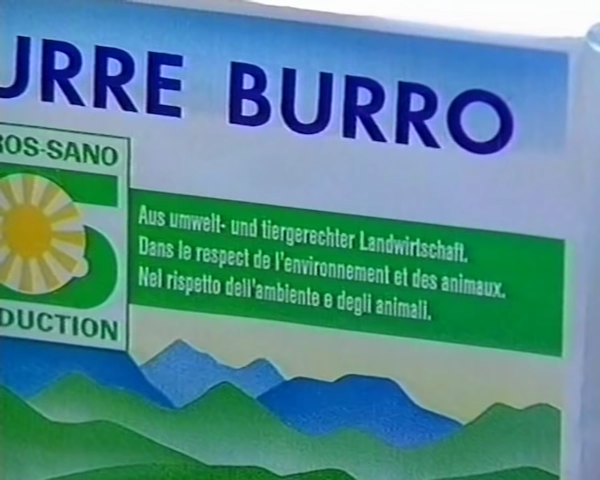 URRE BURRO
ROS-SANO
DUCTION
Aus umwelt- und tiergerechter Landwirtschaft.
Dans le respect de l'environnement et des animaux.
Nel rispetto dell'ambiente e degli animali.